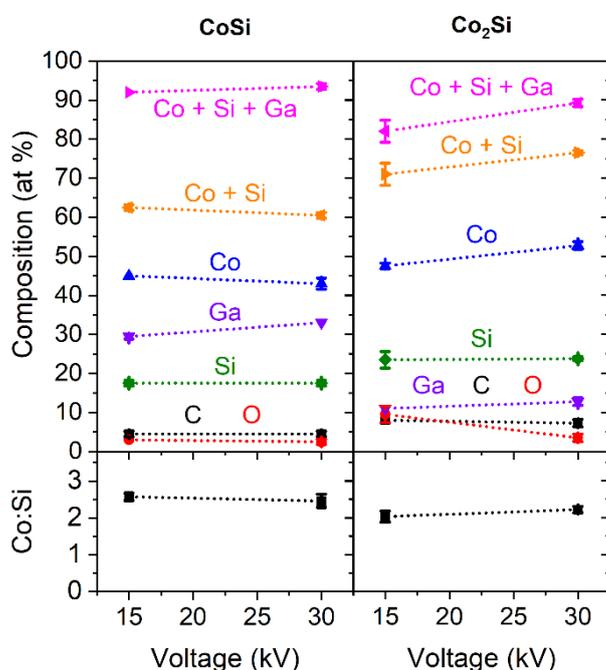 CoSi
Co₂Si
Composition (at %)
100
90
80
70
60
50
40
30
20
10
0
Co + Si + Ga
Co + Si
Co
Ga
Si
C O
Co + Si + Ga
Co + Si
Co
Si
Ga C O
Co:Si
3
2
1
0
15 20 25 30
15 20 25 30
Voltage (kV)
Voltage (kV)